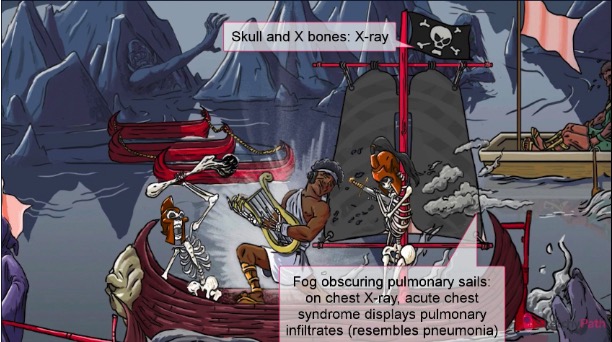 Skull and X bones: X-ray
Fog obscuring pulmonary sails:
on chest X-ray, acute chest
syndrome displays pulmonary
infiltrates (resembles pneumonia)
Path